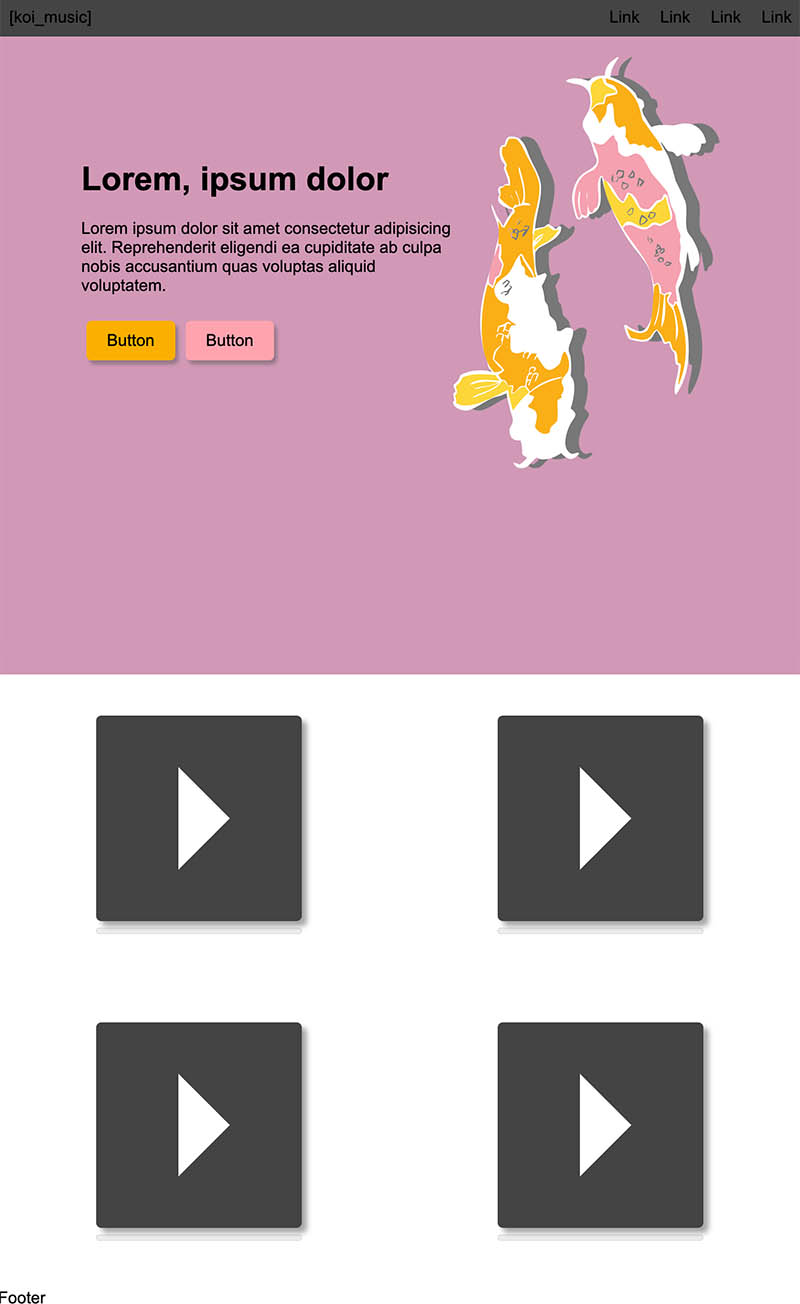 [koi_music]
Link Link Link Link
Lorem, ipsum dolor
Lorem ipsum dolor sit amet consectetur adipisicing
elit. Reprehenderit eligendi ea cupiditate ab culpa
nobis accusantium quas voluptas aliquid
voluptatem.
Button Button
Footer